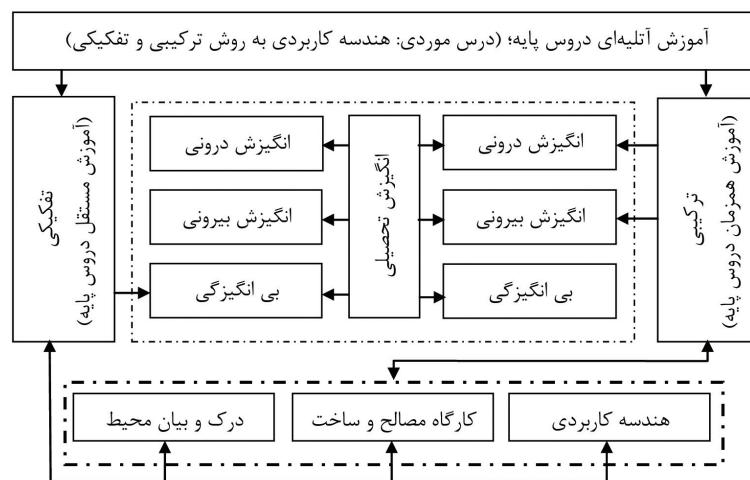 آموزش آتلیه‌ای دروس پایه؛ (درس موردی: هندسه کاربردی به روش ترکیبی و تفکیکی)
ترکیبی
(آموزش همزمان دروس پایه)
انگیزش درونی
انگیزش بیرونی
بی انگیزگی
انگیزش تحصیلی
انگیزش درونی
انگیزش بیرونی
بی انگیزگی
تفکیکی
(آموزش مستقل دروس پایه)
هندسه کاربردی
کارگاه مصالح و ساخت
درک و بیان محیط